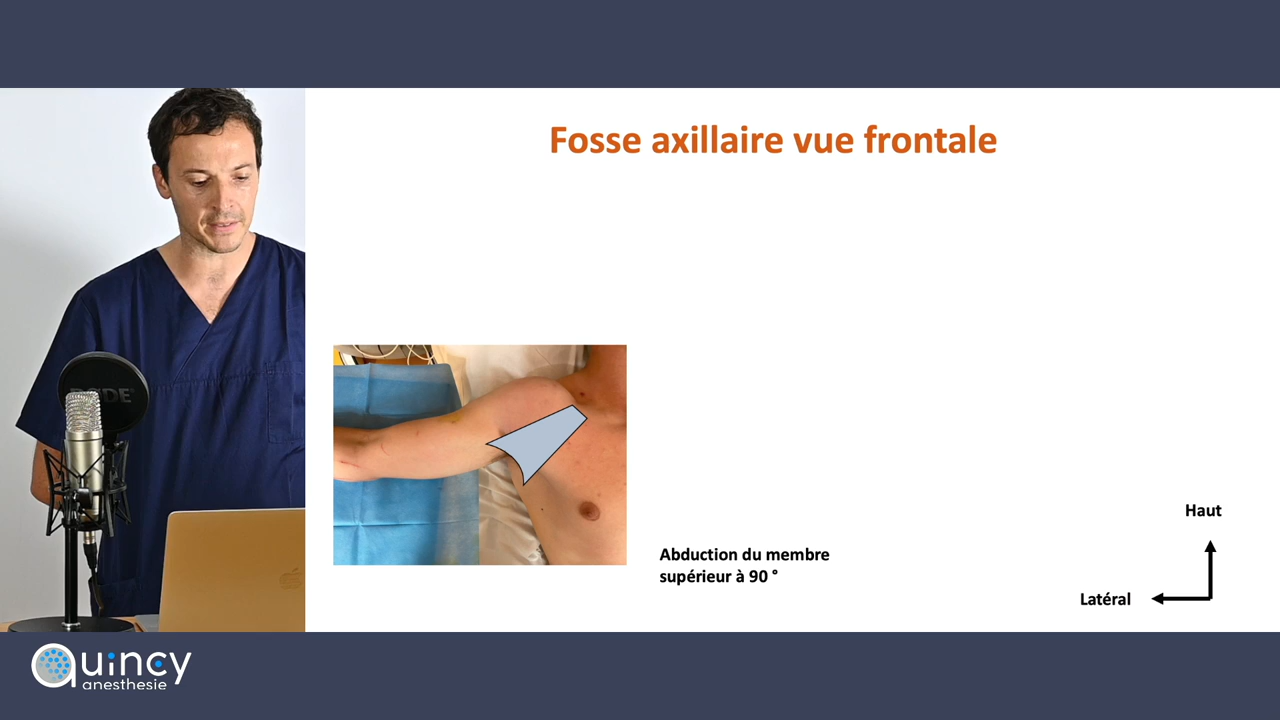 Fosse axillaire vue frontale
RØDE
Haut
Abduction du membre
supérieur à 90 °
Latéral
Quincy
anesthesie